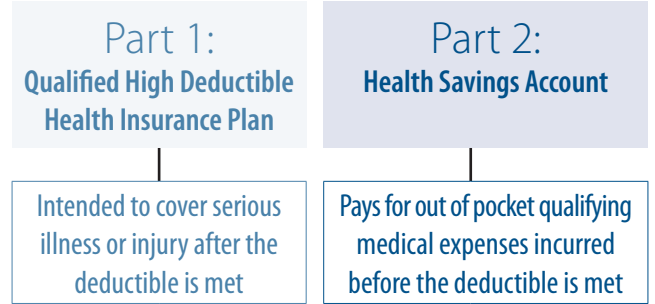 Part 1:
Qualified High Deductible
Health Insurance Plan
Intended to cover serious
illness or injury after the
deductible is met
Part 2:
Health Savings Account
Pays for out of pocket qualifying
medical expenses incurred
before the deductible is met